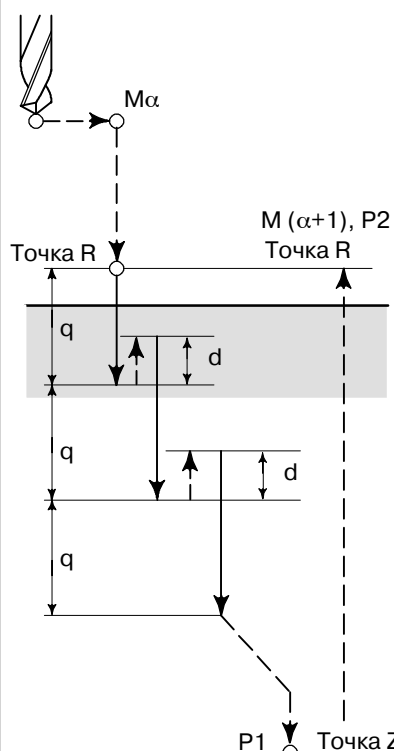 Mα
M (α+1), P2
Точка R
Точка R
q
d
q
d
q
P1
Точка Z